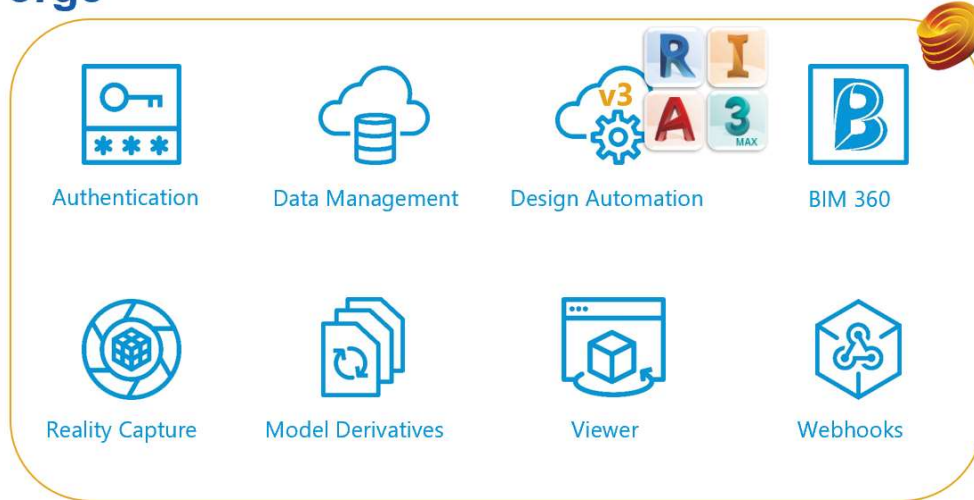 R I
v3 A 3
MAX
*** B
Authentication Data Management Design Automation BIM 360
Reality Capture Model Derivatives Viewer Webhooks